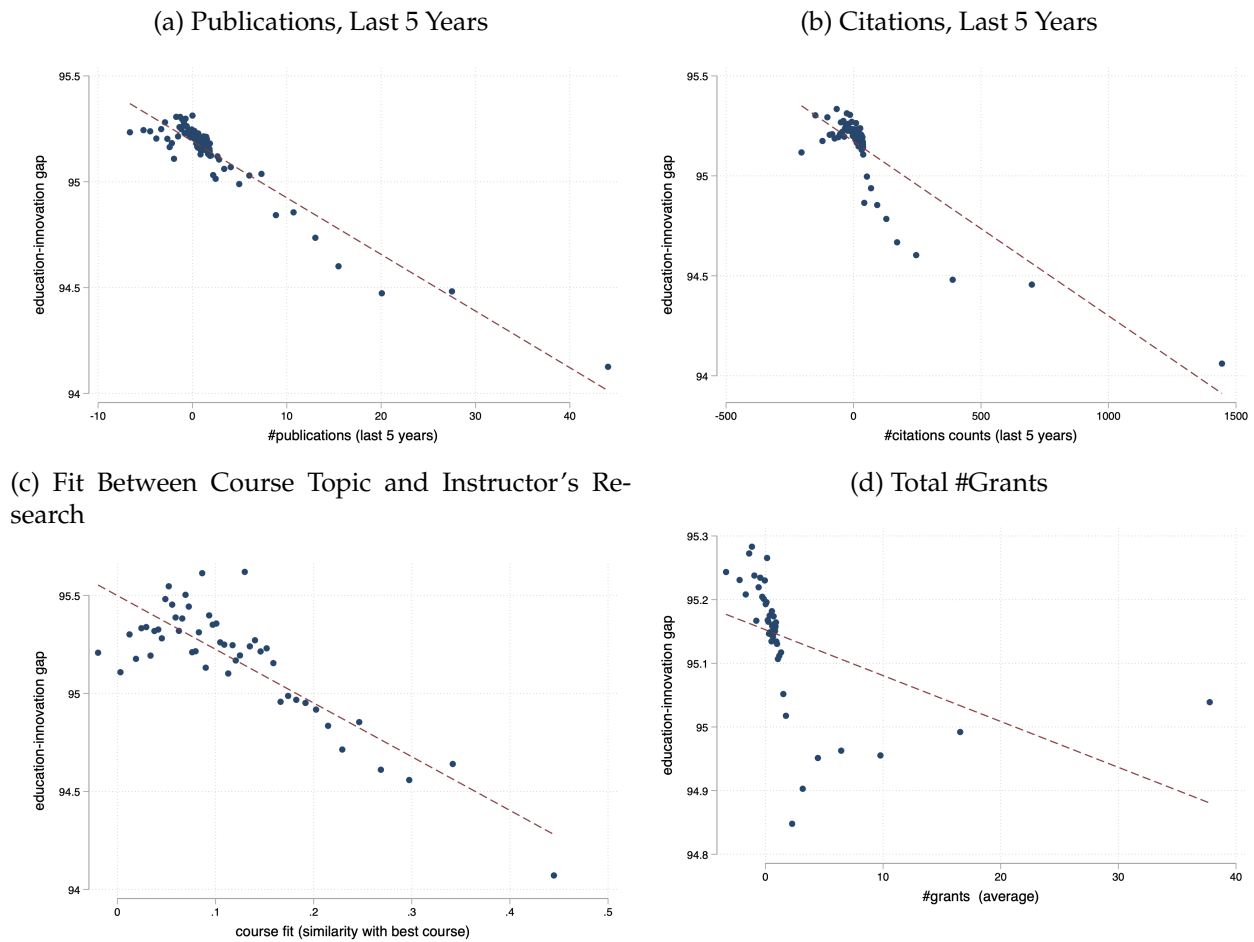 (a) Publications, Last 5 Years
95.5
95
94.5
94
education-innovation gap
-10 0 10 20 30 40
#publications (last 5 years)
(b) Citations, Last 5 Years
95.5
95
94.5
94
education-innovation gap
-500 0 500 1000 1500
#citations counts (last 5 years)
(c) Fit Between Course Topic and Instructor's Re-
search
95.5
95
94.5
94
education-innovation gap
0 .1 .2 .3 .4 .5
course fit (similarity with best course)
(d) Total #Grants
95.3
95.2
95.1
95
94.9
94.8
education-innovation gap
0 10 20 30 40
#grants (average)